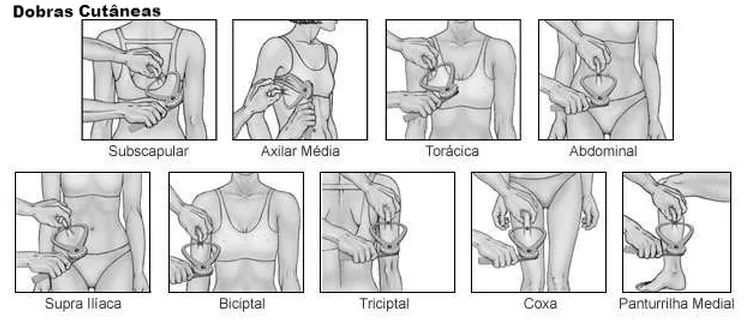 Dobras Cutâneas
Subscapular
Axilar Média
Torácica
Abdominal
Supra Ilíaca
Biciptal
Triciptal
Coxa
Panturrilha Medial